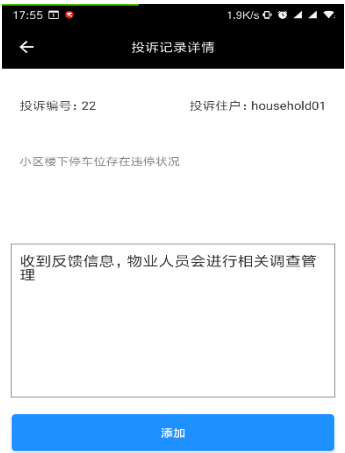 17:55
1.9K/s
投诉记录详情
投诉编号：22
投诉住户：household01
小区楼下停车位存在违停状况
收到反馈信息，物业人员会进行相关调查管
理
添加